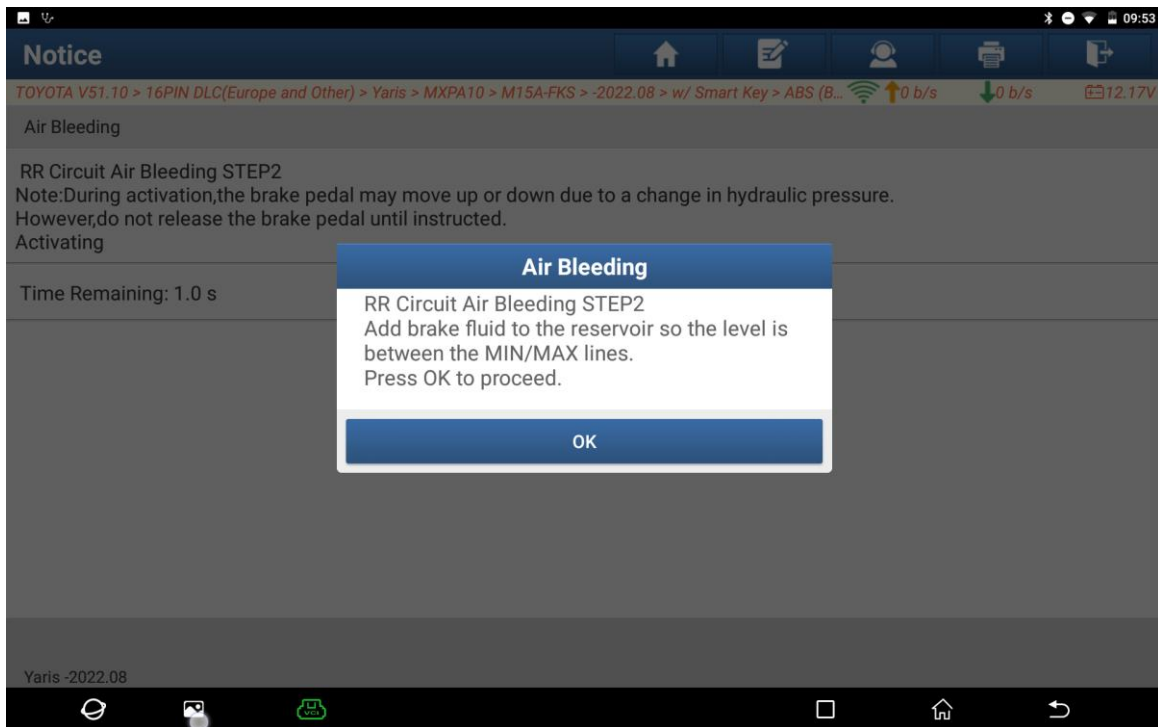 09:53
Notice
TOYOTA V51.10 > 16PIN DLC(Europe and Other) > Yaris > MXPA10 > M15A-FKS > -2022.08 > w/ Smart Key > ABS (B... 0 b/s 0 b/s 12.17V
Air Bleeding
RR Circuit Air Bleeding STEP2
Note:During activation,the brake pedal may move up or down due to a change in hydraulic pressure.
However,do not release the brake pedal until instructed.
Activating
Time Remaining: 1.0 s
Air Bleeding
RR Circuit Air Bleeding STEP2
Add brake fluid to the reservoir so the level is
between the MIN/MAX lines.
Press OK to proceed.
OK
Yaris -2022.08
VCI